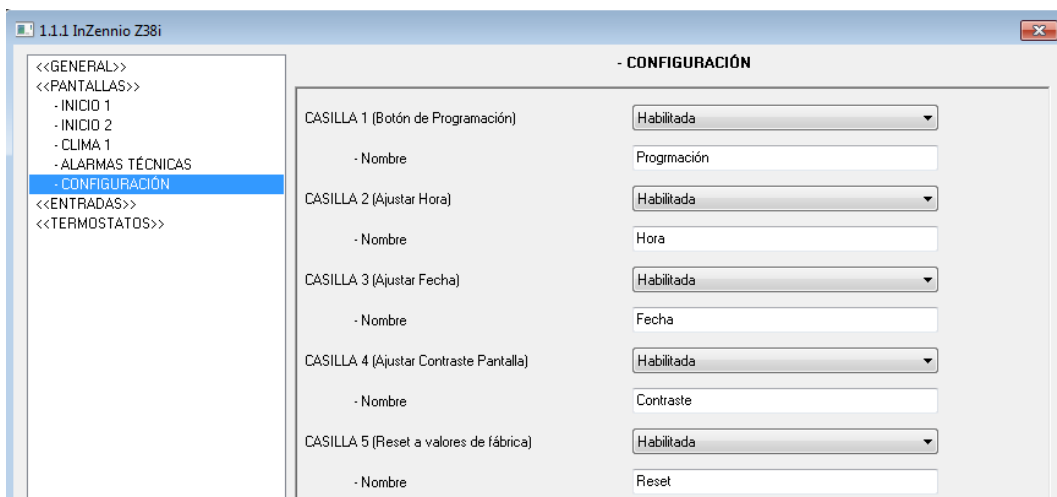 1.1.1 InZennio Z38i
<<GENERAL>>
<<PANTALLAS>>
- INICIO 1
- INICIO 2
- CLIMA 1
- ALARMAS TÉCNICAS
- CONFIGURACIÓN
<<ENTRADAS>>
<<TERMOSTATOS>>
- CONFIGURACIÓN
CASILLA 1 (Botón de Programación) Habilitada
- Nombre Progrmación
CASILLA 2 (Ajustar Hora) Habilitada
- Nombre Hora
CASILLA 3 (Ajustar Fecha) Habilitada
- Nombre Fecha
CASILLA 4 (Ajustar Contraste Pantalla) Habilitada
- Nombre Contraste
CASILLA 5 (Reset a valores de fábrica) Habilitada
- Nombre Reset